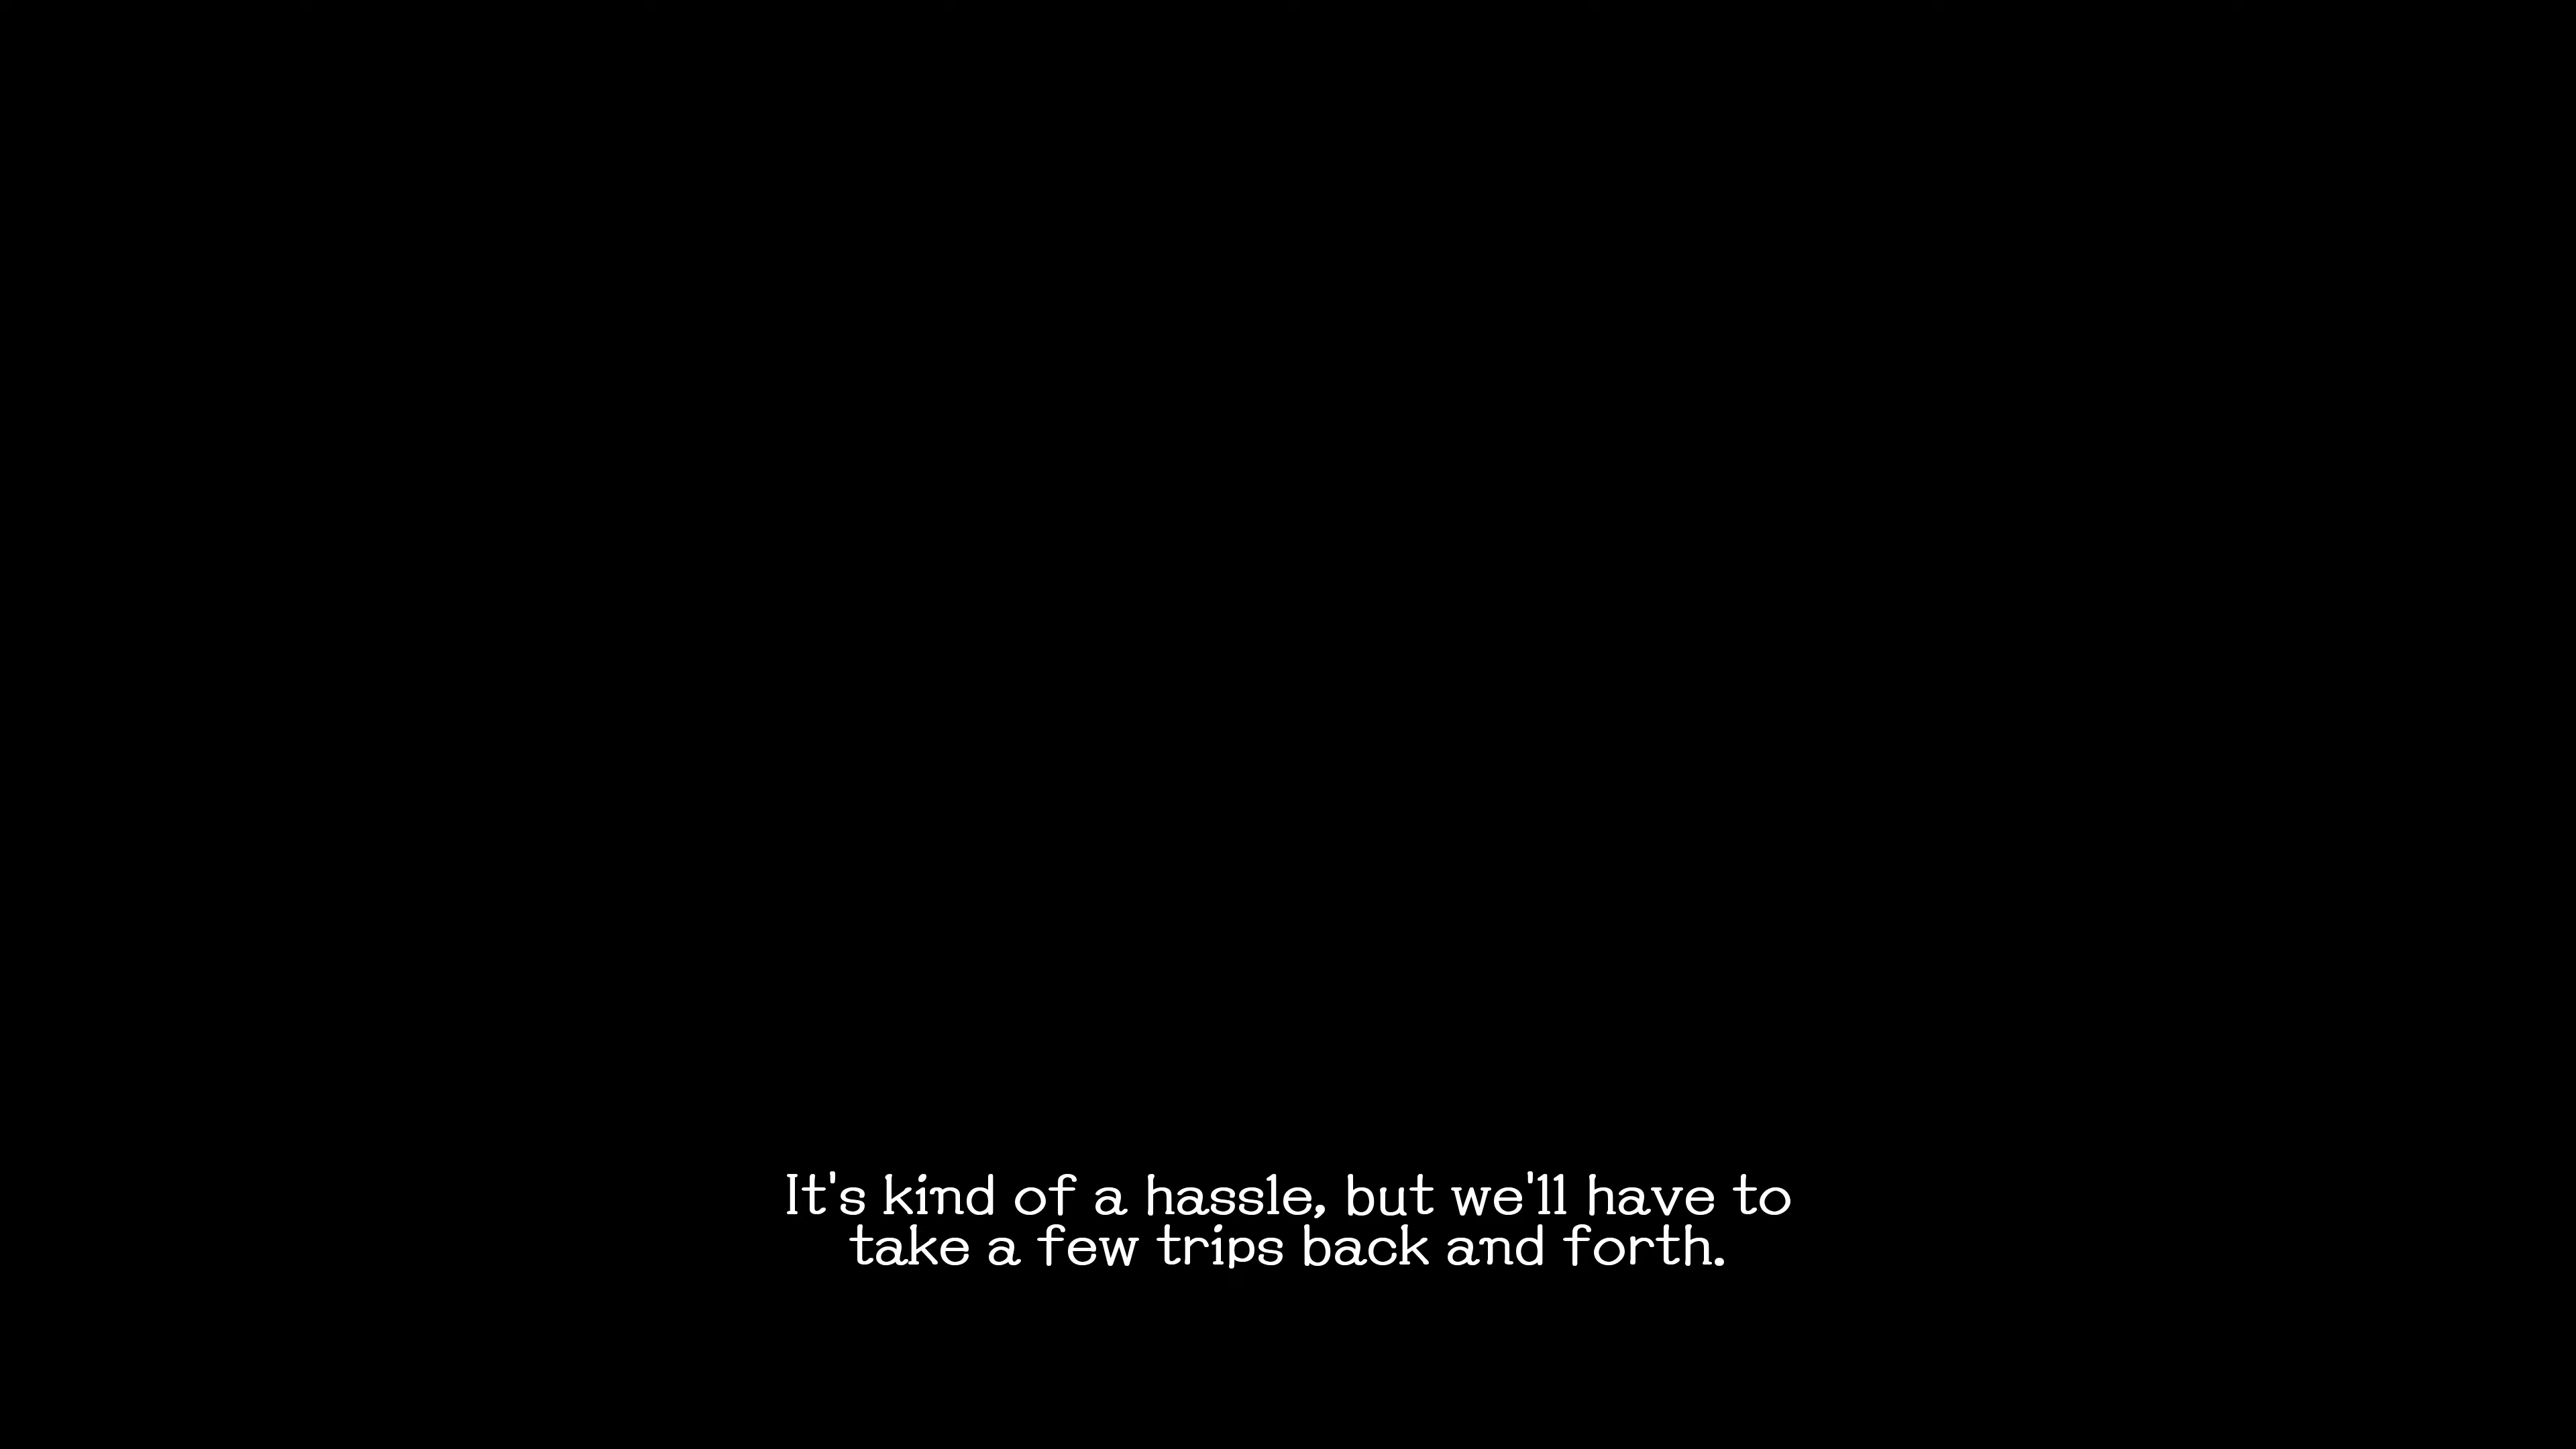 It's kind of a hassle, but we'll have to
take a few trips back and forth.